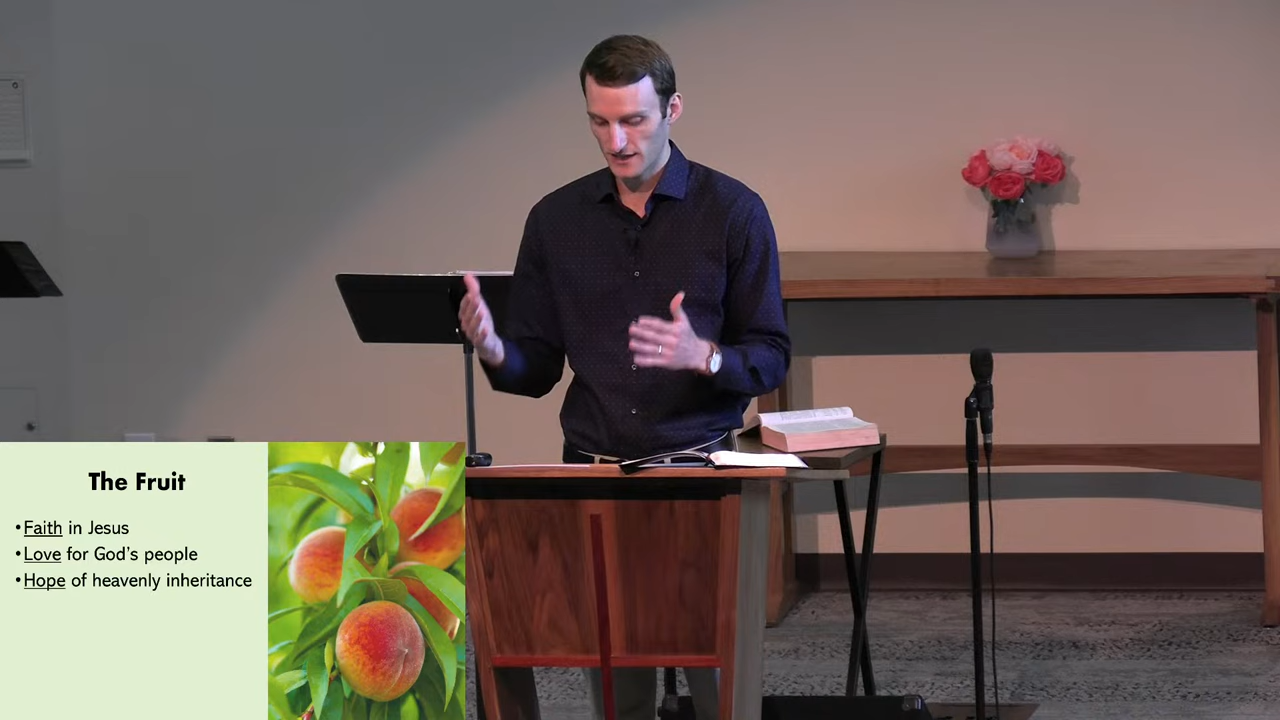 The Fruit
•Faith in Jesus
•Love for God's people
•Hope of heavenly inheritance